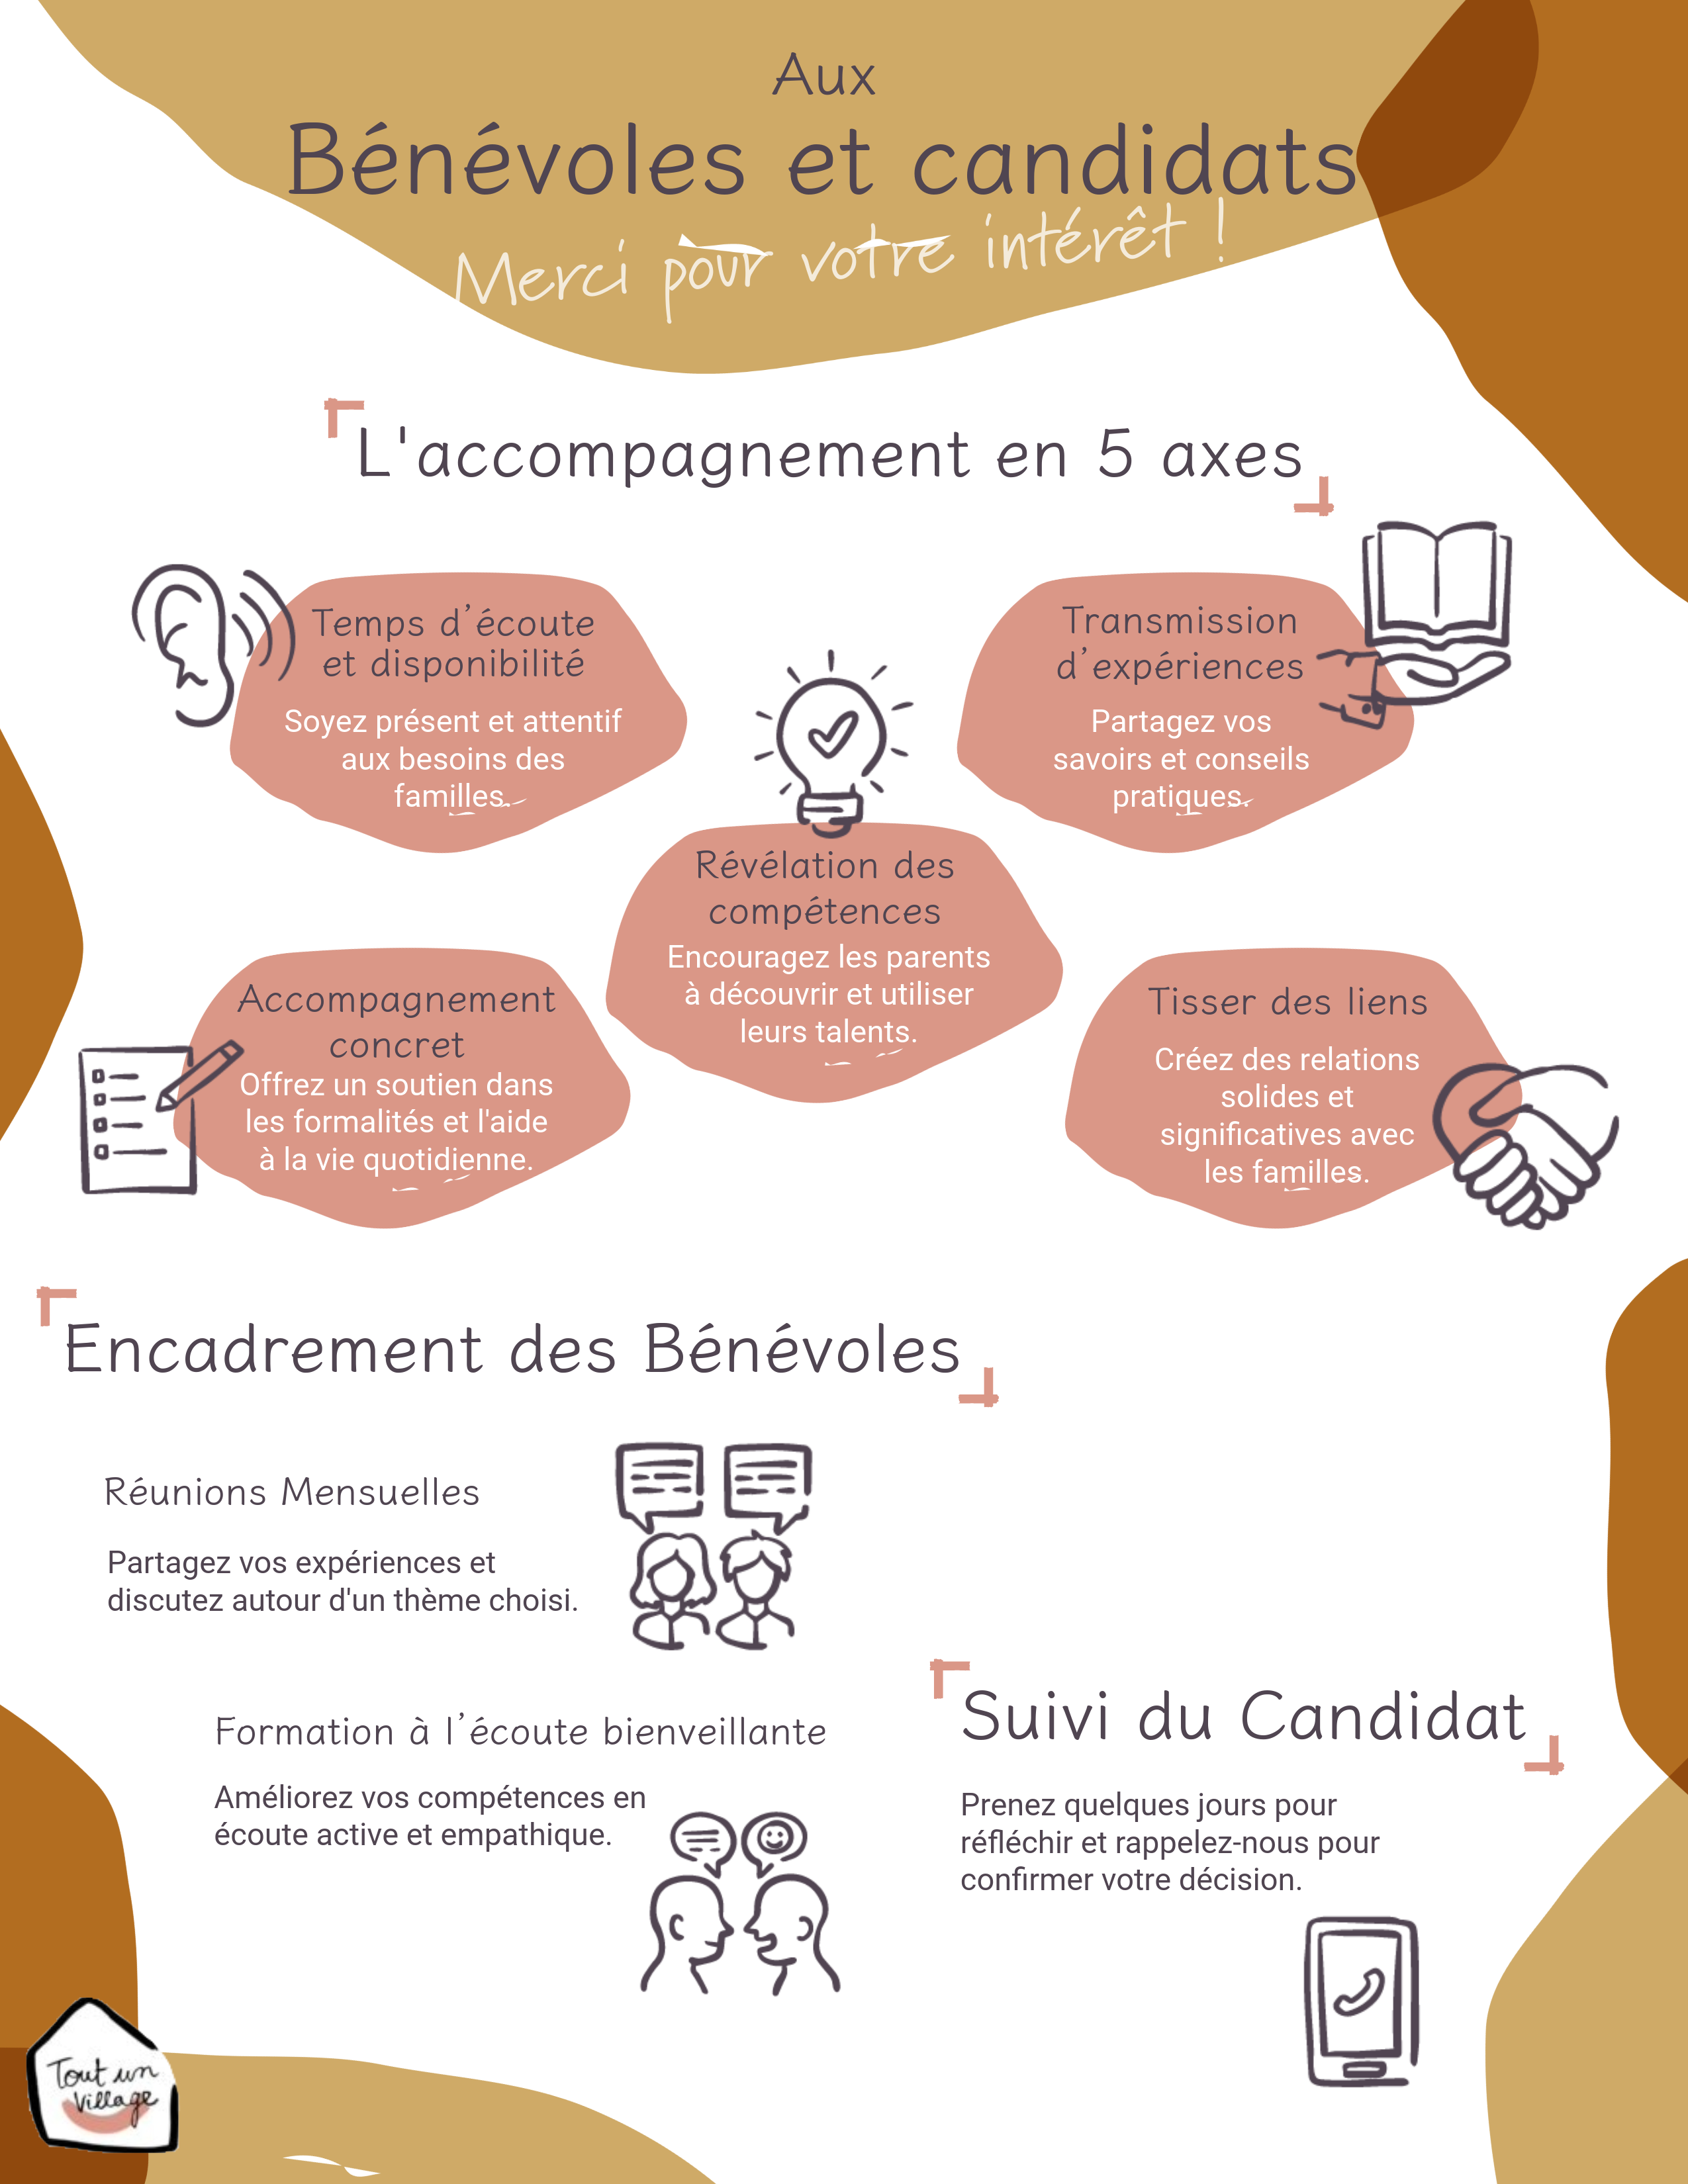 Aux
Bénévoles et candidats
Merci pour votre intérêt !
L'accompagnement en 5 axes
Temps d’écoute
et disponibilité
Soyez présent et attentif
aux besoins des
familles.
Transmission
d’expériences
Partagez vos
savoirs et conseils
pratiques.
Révélation des
compétences
Encouragez les parents
à découvrir et utiliser
leurs talents.
Accompagnement
concret
Offrez un soutien dans
les formalités et l'aide
à la vie quotidienne.
Tisser des liens
Créez des relations
solides et
significatives avec
les familles.
Encadrement des Bénévoles
Réunions Mensuelles
Partagez vos expériences et
discutez autour d'un thème choisi.
Formation à l’écoute bienveillante
Améliorez vos compétences en
écoute active et empathique.
Suivi du Candidat
Prenez quelques jours pour
réfléchir et rappelez-nous pour
confirmer votre décision.
Tout un
Village